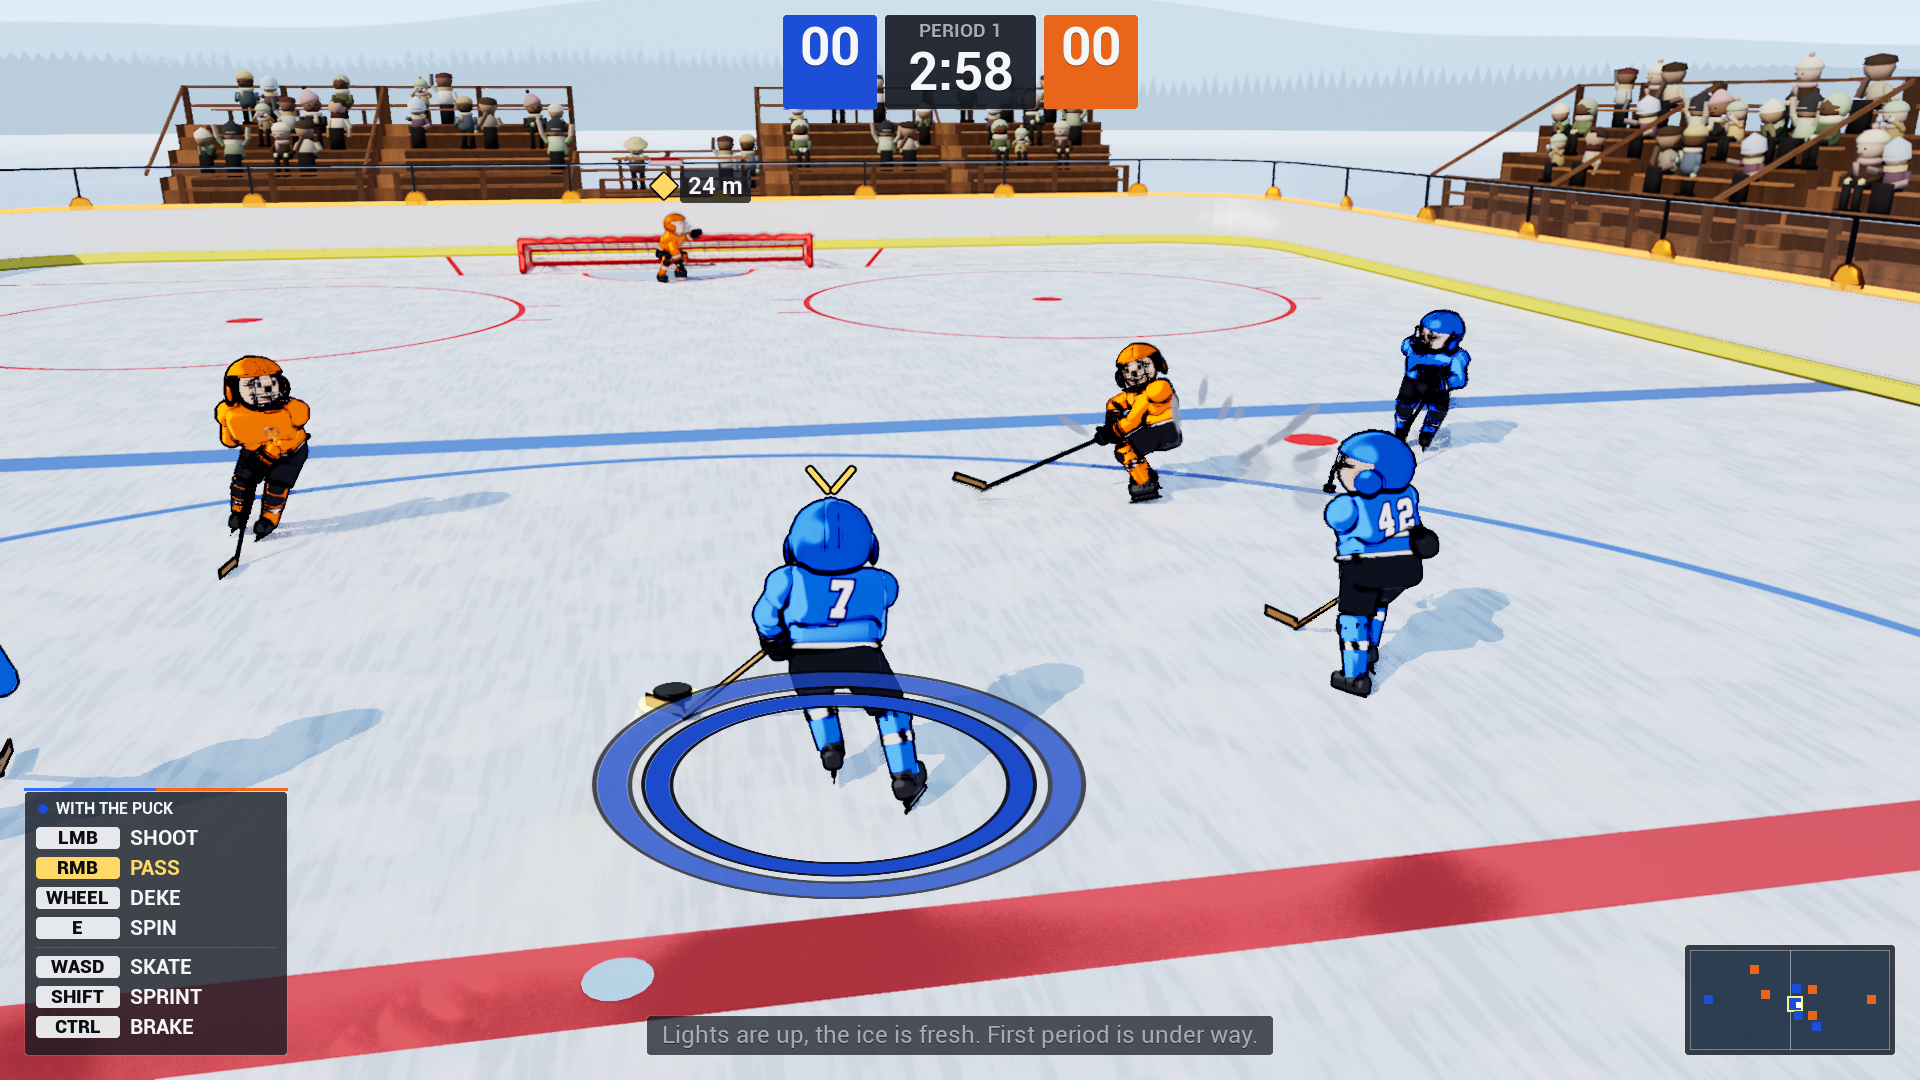 00
PERIOD 1
2:58
00
24 m
7
42
WITH THE PUCK
LMB SHOOT
RMB PASS
WHEEL DEKE
E SPIN
WASD SKATE
SHIFT SPRINT
CTRL BRAKE
Lights are up, the ice is fresh. First period is under way.